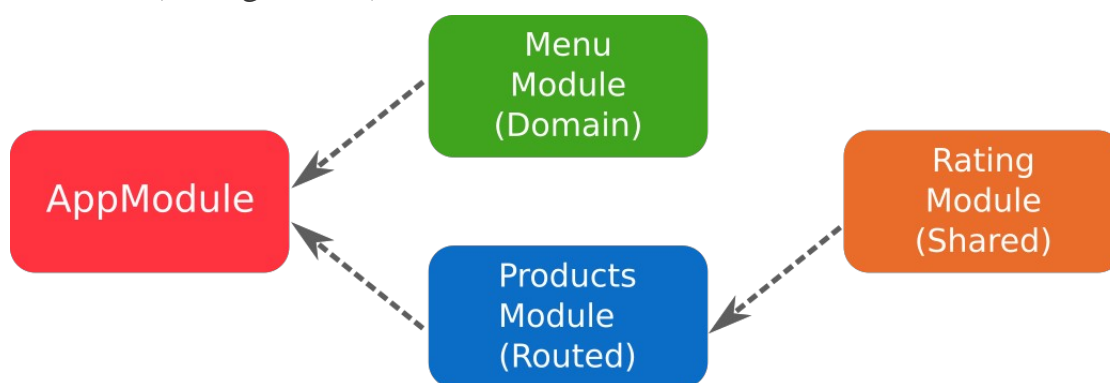 Menu
Module
(Domain)
AppModule
Rating
Module
(Shared)
Products
Module
(Routed)